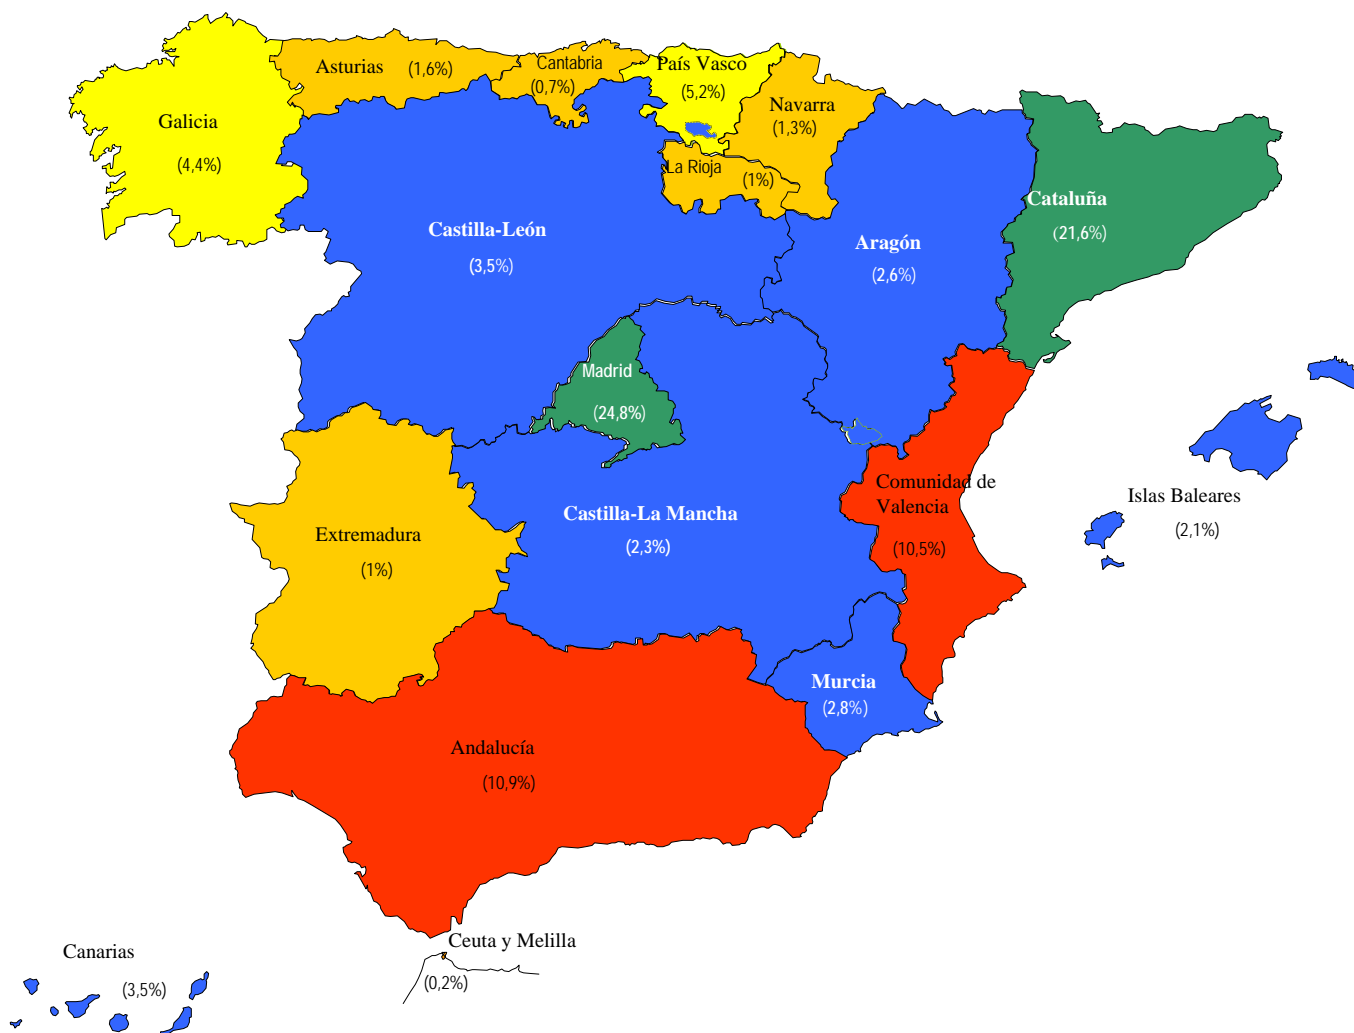 Asturias (1,6%)
Cantabria
(0,7%)
País Vasco
(5,2%)
Navarra
(1,3%)
Galicia
(4,4%)
La Rioja (1%)
Cataluña
(21,6%)
Castilla-León
(3,5%)
Aragón
(2,6%)
Madrid
(24,8%)
Comunidad de
Valencia
(10,5%)
Islas Baleares
(2,1%)
Castilla-La Mancha
(2,3%)
Extremadura
(1%)
Murcia
(2,8%)
Andalucía
(10,9%)
Ceuta y Melilla
(0,2%)
Canarias
(3,5%)